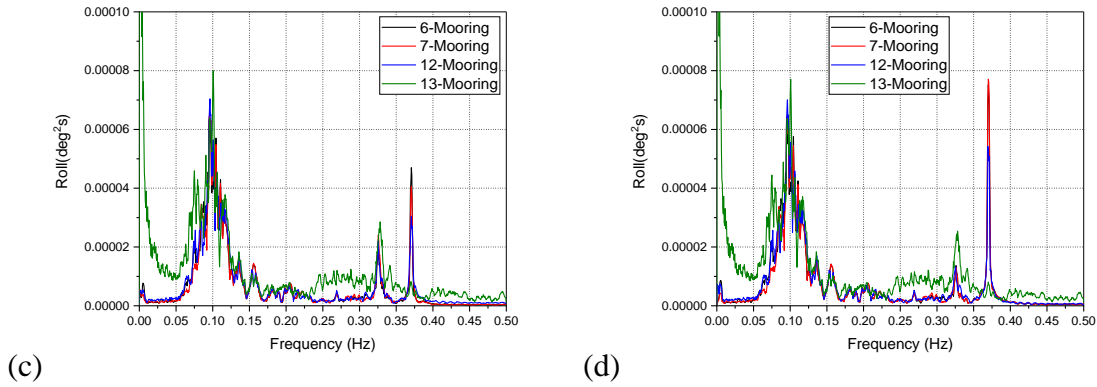 0.00010
0.00008
0.00006
0.00004
0.00002
0.00000
Roll(deg²s)
6-Mooring
7-Mooring
12-Mooring
13-Mooring
0.00 0.05 0.10 0.15 0.20 0.25 0.30 0.35 0.40 0.45 0.50
Frequency (Hz)
(c)
0.00010
0.00008
0.00006
0.00004
0.00002
0.00000
Roll(deg²s)
6-Mooring
7-Mooring
12-Mooring
13-Mooring
0.00 0.05 0.10 0.15 0.20 0.25 0.30 0.35 0.40 0.45 0.50
Frequency (Hz)
(d)